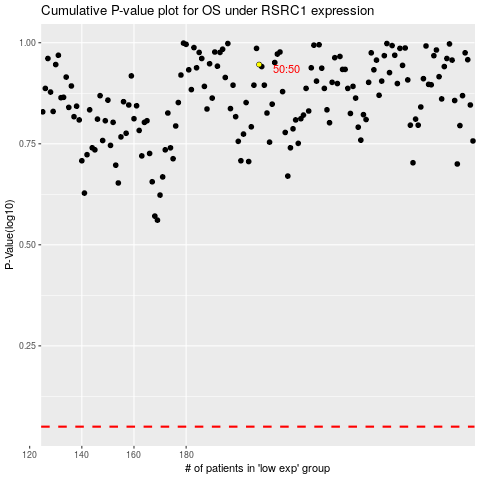 Cumulative P-value plot for OS under RSRC1 expression
P-Value(log10)
1.00
0.75
0.50
0.25
50:50
120 140 160 180
# of patients in 'low exp' group